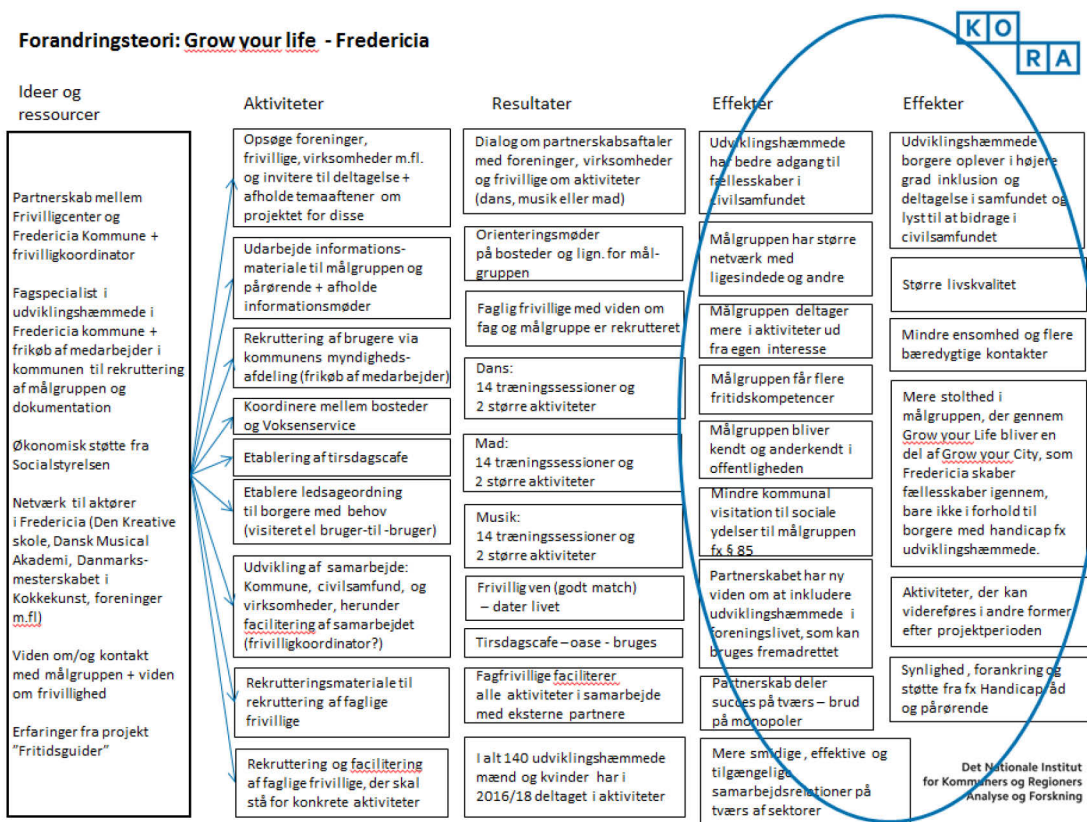 Forandringsteori: Grow your life - Fredericia
K O
R A
Ideer og
ressourcer
Partnerskab mellem
Frivilligcenter og
Fredericia Kommune +
frivilligkoordinator
Fagspecialist i
udviklingshæmmede i
Fredericia kommune +
frikøb af medarbejder i
kommunen til rekruttering
af målgruppen og
dokumentation
Økonomisk støtte fra
Socialstyrelsen
Netværk til aktører
i Fredericia (Den Kreative
skole, Dansk Musical
Akademi, Danmarks-
mesterskabet i
Kokkekunst, foreninger
m.fl)
Viden om/og kontakt
med målgruppen + viden
om frivillighed
Erfaringer fra projekt
”Fritidsguider”
Aktiviteter
Opsøge foreninger,
frivillige, virksomheder m.fl.
og invitere til deltagelse +
afholde temaaftener om
projektet for disse
Udarbejde informations-
materiale til målgruppen og
pårørende + afholde
informationsmøder
Rekruttering af brugere via
kommunens myndigheds-
afdeling (frikøb af medarbejder)
Koordinere mellem bosteder
og Voksenservice
Etablering af tirsdagscafe
Etablere ledsageordning
til borgere med behov
(visiteret el bruger-til -bruger)
Udvikling af samarbejde:
Kommune, civilsamfund, og
virksomheder, herunder
facilitering af samarbejdet
(frivilligkoordinator?)
Rekrutteringsmateriale til
rekruttering af faglige
frivillige
Rekruttering og facilitering
af faglige frivillige, der skal
stå for konkrete aktiviteter
Resultater
Dialog om partnerskabsaftaler
med foreninger, virksomheder
og frivillige om aktiviteter
(dans, musik eller mad)
Orienteringsmøder
på bosteder og lign. for mål-
gruppen
Faglig frivillige med viden om
fag og målgruppe er rekrutteret
Dans:
14 træningssessioner og
2 større aktiviteter
Mad:
14 træningssessioner og
2 større aktiviteter
Musik:
14 træningssessioner og
2 større aktiviteter
Frivillig ven (godt match)
– dater livet
Tirsdagscafe – oase - bruges
Fagfrivillige faciliterer
alle aktiviteter i samarbejde
med eksterne partnere
I alt 140 udviklingshæmmede
mænd og kvinder har i
2016/18 deltaget i aktiviteter
Effekter
Udviklingshæmmede
har bedre adgang til
fællesskaber i
civilsamfundet
Målgruppen har større
netværk med
ligesindede og andre
Målgruppen deltager
mere i aktiviteter ud
fra egen interesse
Målgruppen får flere
fritidskompetencer
Målgruppen bliver
kendt og anderkendt i
offentligheden
Mindre kommunal
visitation til sociale
ydelser til målgruppen
fx § 85
Partnerskabet har ny
viden om at inkludere
udviklingshæmmede i
foreningslivet, som kan
bruges fremadrettet
Partnerskab deler
succes på tværs – brud
på monopoler
Mere smidige, effektive og
tilgængelige
samarbejdsrelationer på
tværs af sektorer
Effekter
Udviklingshæmmede
borgere oplever i højere
grad inklusion og
deltagelse i samfundet og
lyst til at bidrage i
civilsamfundet
Større livskvalitet
Mindre ensomhed og flere
bæredygtige kontakter
Mere stolthed i
målgruppen, der gennem
Grow your Life bliver en
del af Grow your City, som
Fredericia skaber
fællesskaber igennem,
bare ikke i forhold til
borgere med handicap fx
udviklingshæmmede.
Aktiviteter, der kan
videreføres i andre former
efter projektperioden
Synlighed, forankring og
støtte fra fx Handicapråd
og pårørende
Det Nationale Institut
for Kommuners og Regioners
Analyse og Forskning